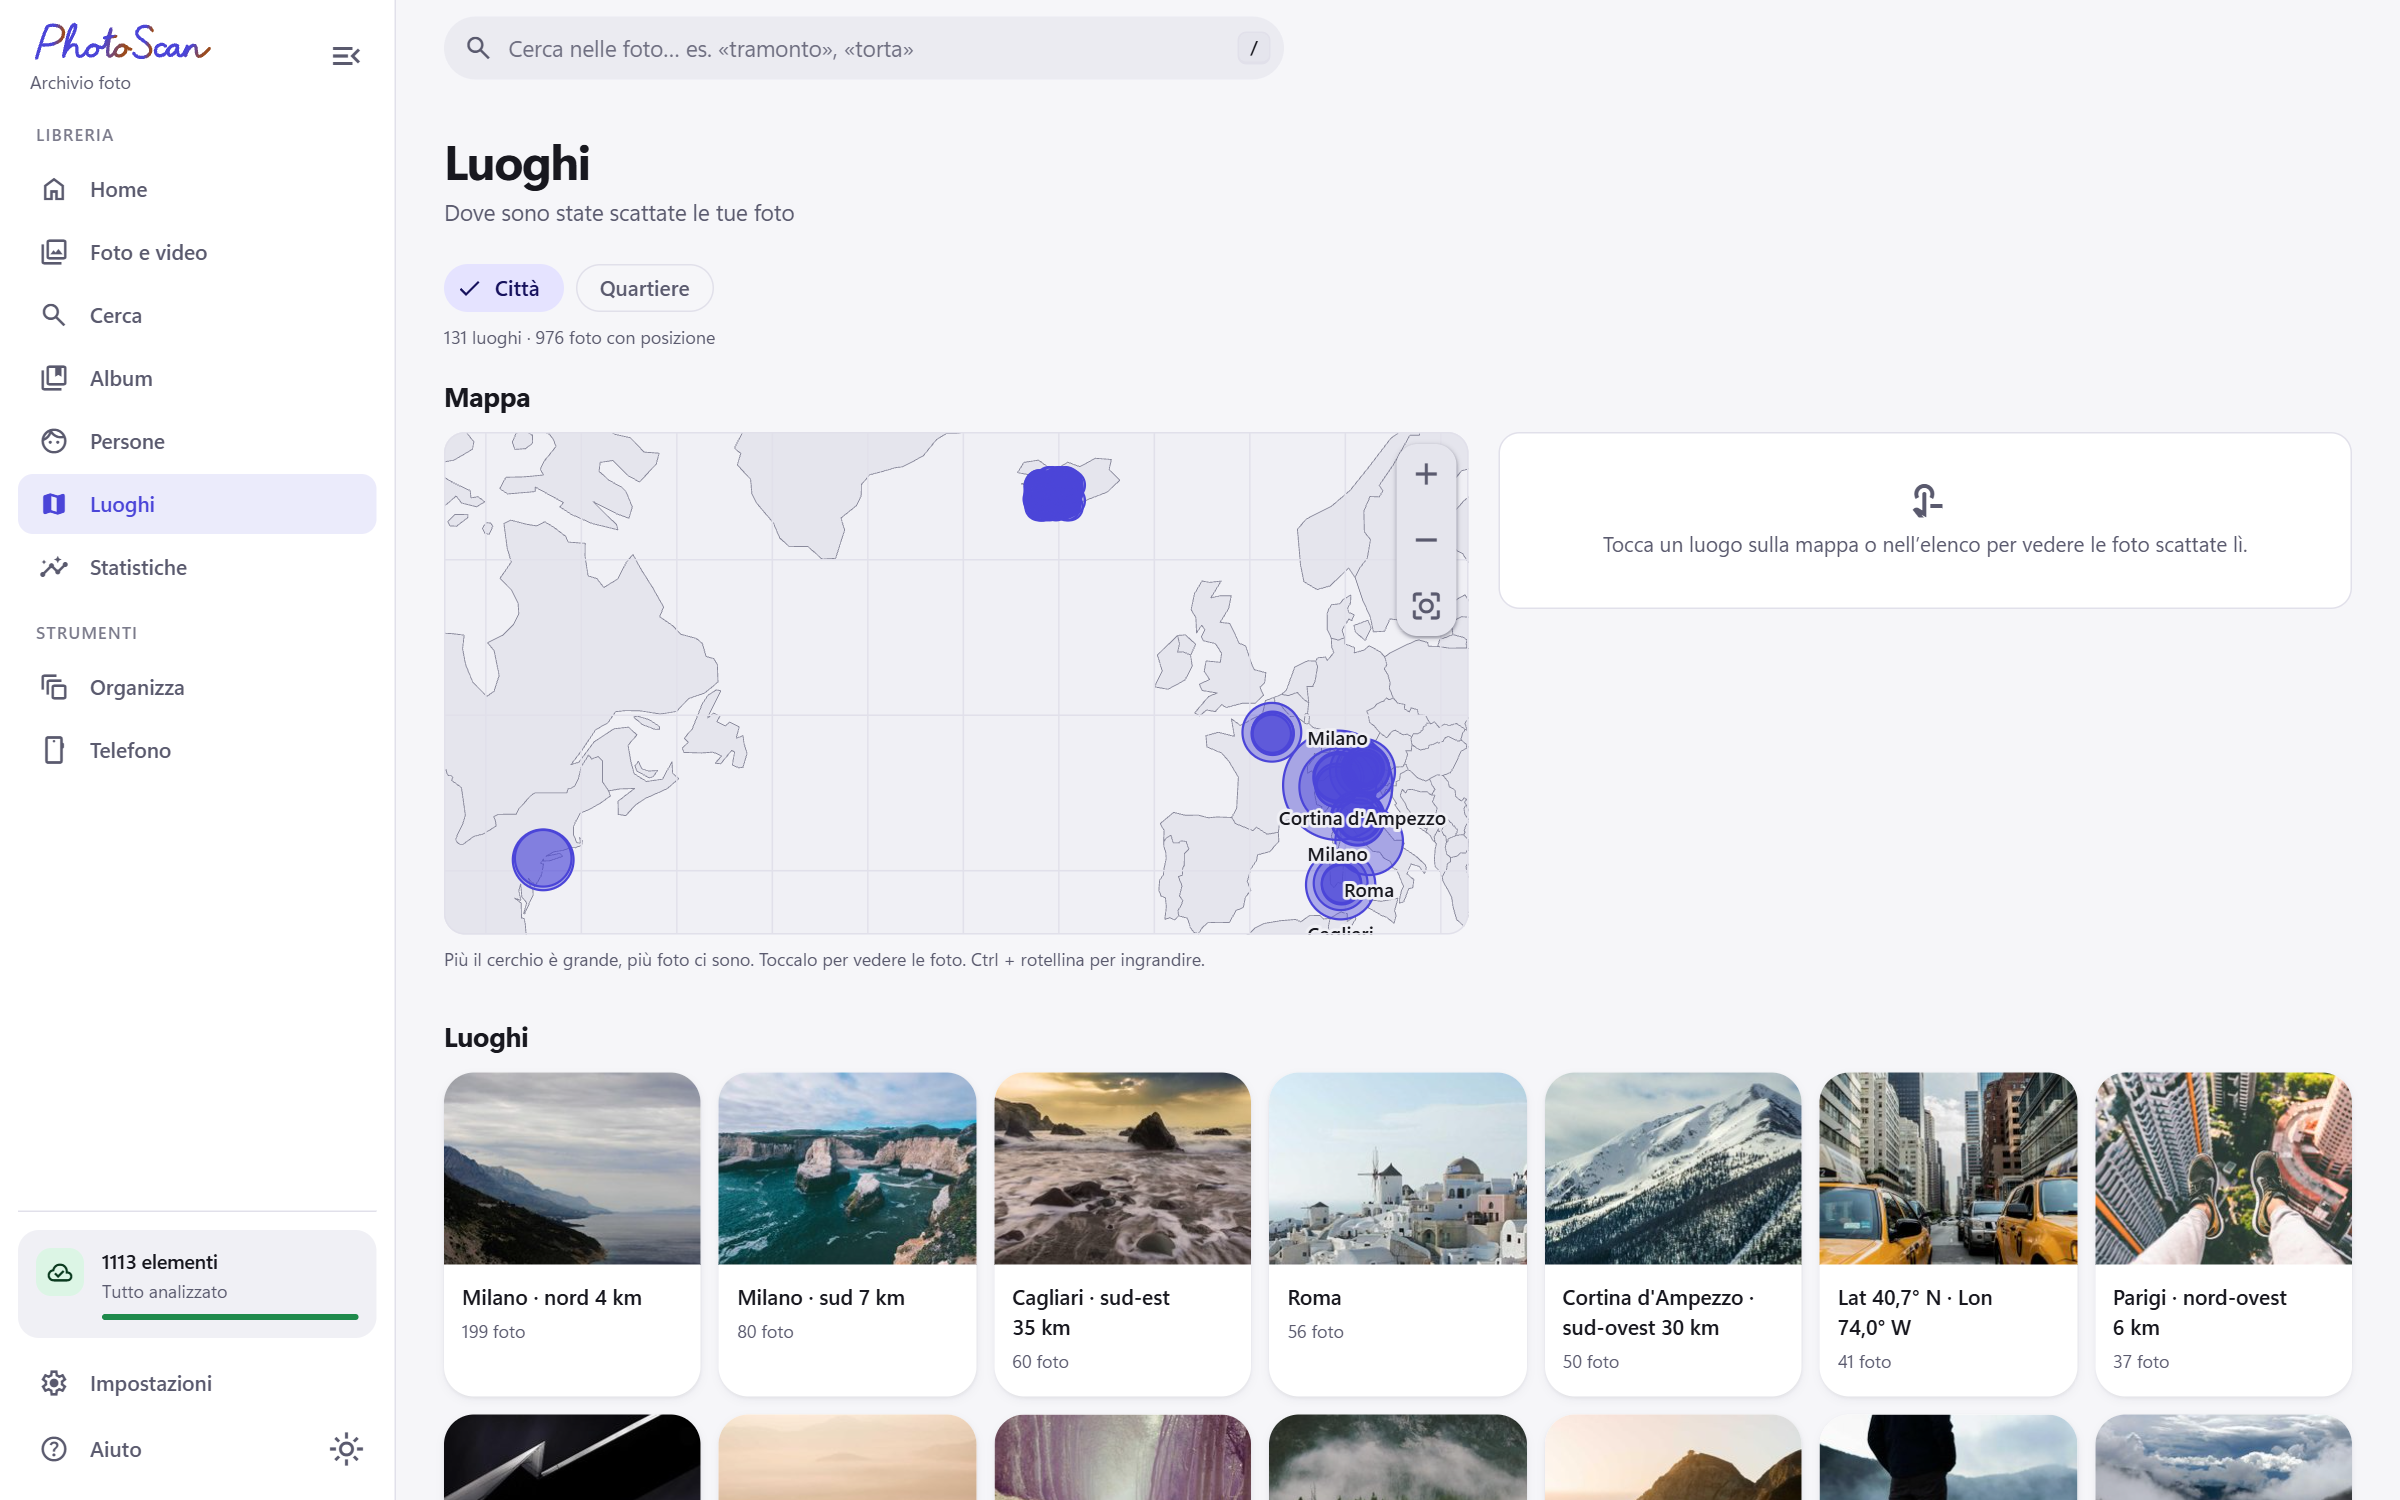 PhotoScan
Archivio foto
LIBRERIA
Home
Foto e video
Cerca
Album
Persone
Luoghi
Statistiche
STRUMENTI
Organizza
Telefono
1113 elementi
Tutto analizzato
Impostazioni
Aiuto
Cerca nelle foto… es. «tramonto», «torta»
/
Luoghi
Dove sono state scattate le tue foto
Città
Quartiere
131 luoghi · 976 foto con posizione
Mappa
Milano
Cortina d'Ampezzo
Milano
Roma
Cagliari
Tocca un luogo sulla mappa o nell’elenco per vedere le foto scattate lì.
Più il cerchio è grande, più foto ci sono. Toccalo per vedere le foto. Ctrl + rotellina per ingrandire.
Luoghi
Milano · nord 4 km
199 foto
Milano · sud 7 km
80 foto
Cagliari · sud-est
35 km
60 foto
Roma
56 foto
Cortina d'Ampezzo ·
sud-ovest 30 km
50 foto
Lat 40,7° N · Lon
74,0° W
41 foto
Parigi · nord-ovest
6 km
37 foto